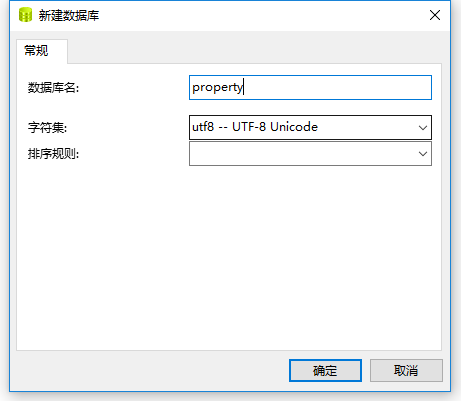 新建数据库
常规
数据库名: property
字符集: utf8 -- UTF-8 Unicode
排序规则:
确定 取消